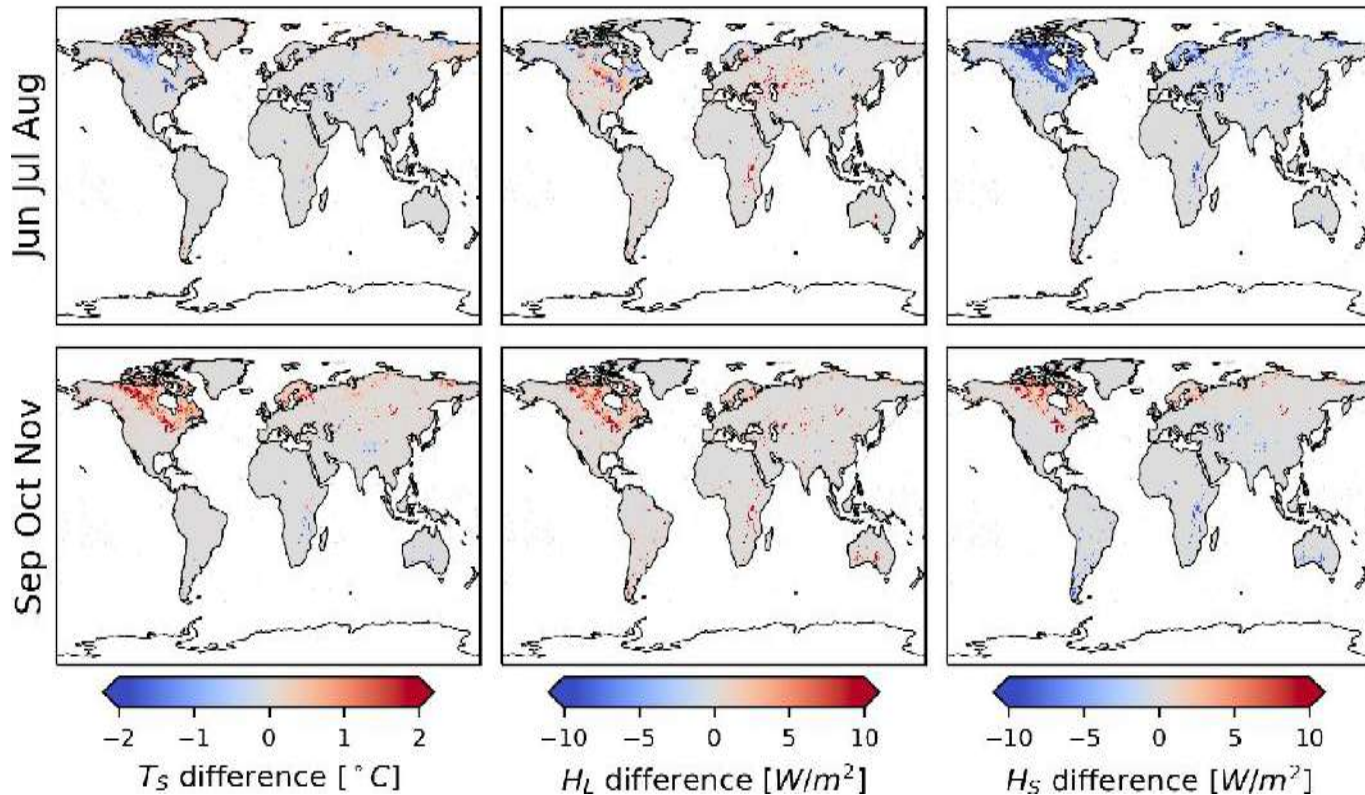 Jun Jul Aug
Sep Oct Nov
−2 −1 0 1 2
T_S difference [°C]
−10 −5 0 5 10
H_L difference [W/m²]
−10 −5 0 5 10
H_S difference [W/m²]